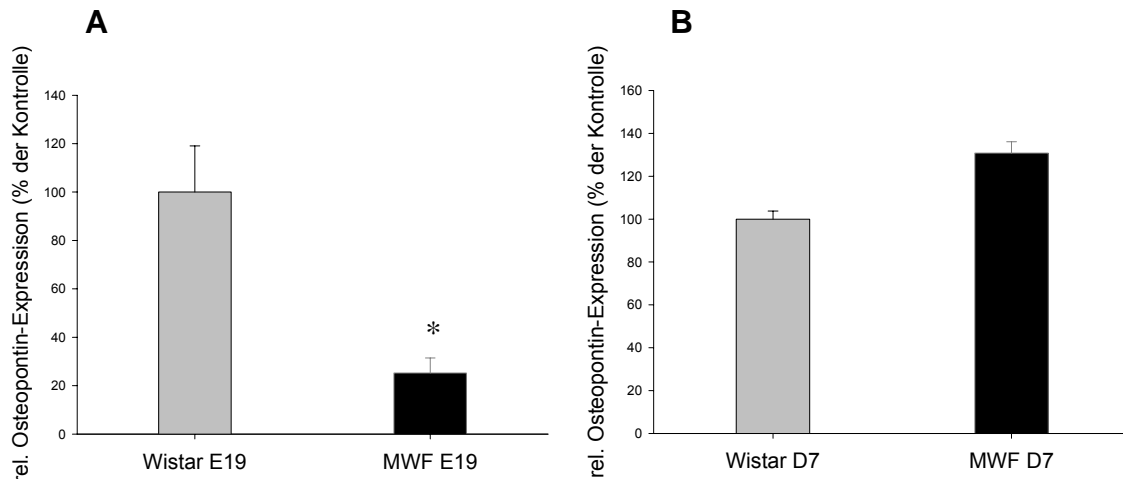 A
rel. Osteopontin-Expressison (% der Kontrolle)
140
120
100
80
60
40
20
0
*
Wistar E19
MWF E19
B
rel. Osteopontin-Expression (% der Kontrolle)
160
140
120
100
80
60
40
20
0
Wistar D7
MWF D7